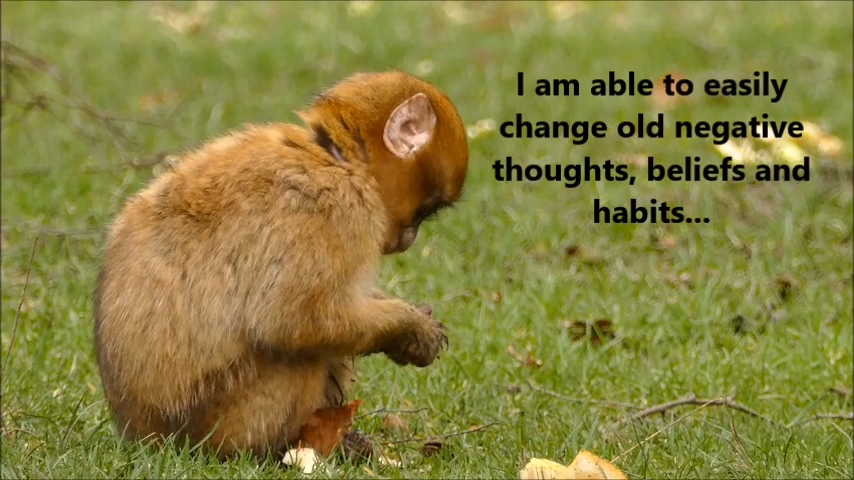 I am able to easily
change old negative
thoughts, beliefs and
habits...